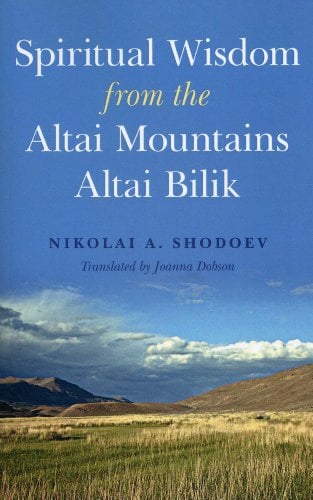 Spiritual Wisdom
from the
Altai Mountains
Altai Bilik
NIKOLAI A. SHODOEV
Translated by Joanna Dobson